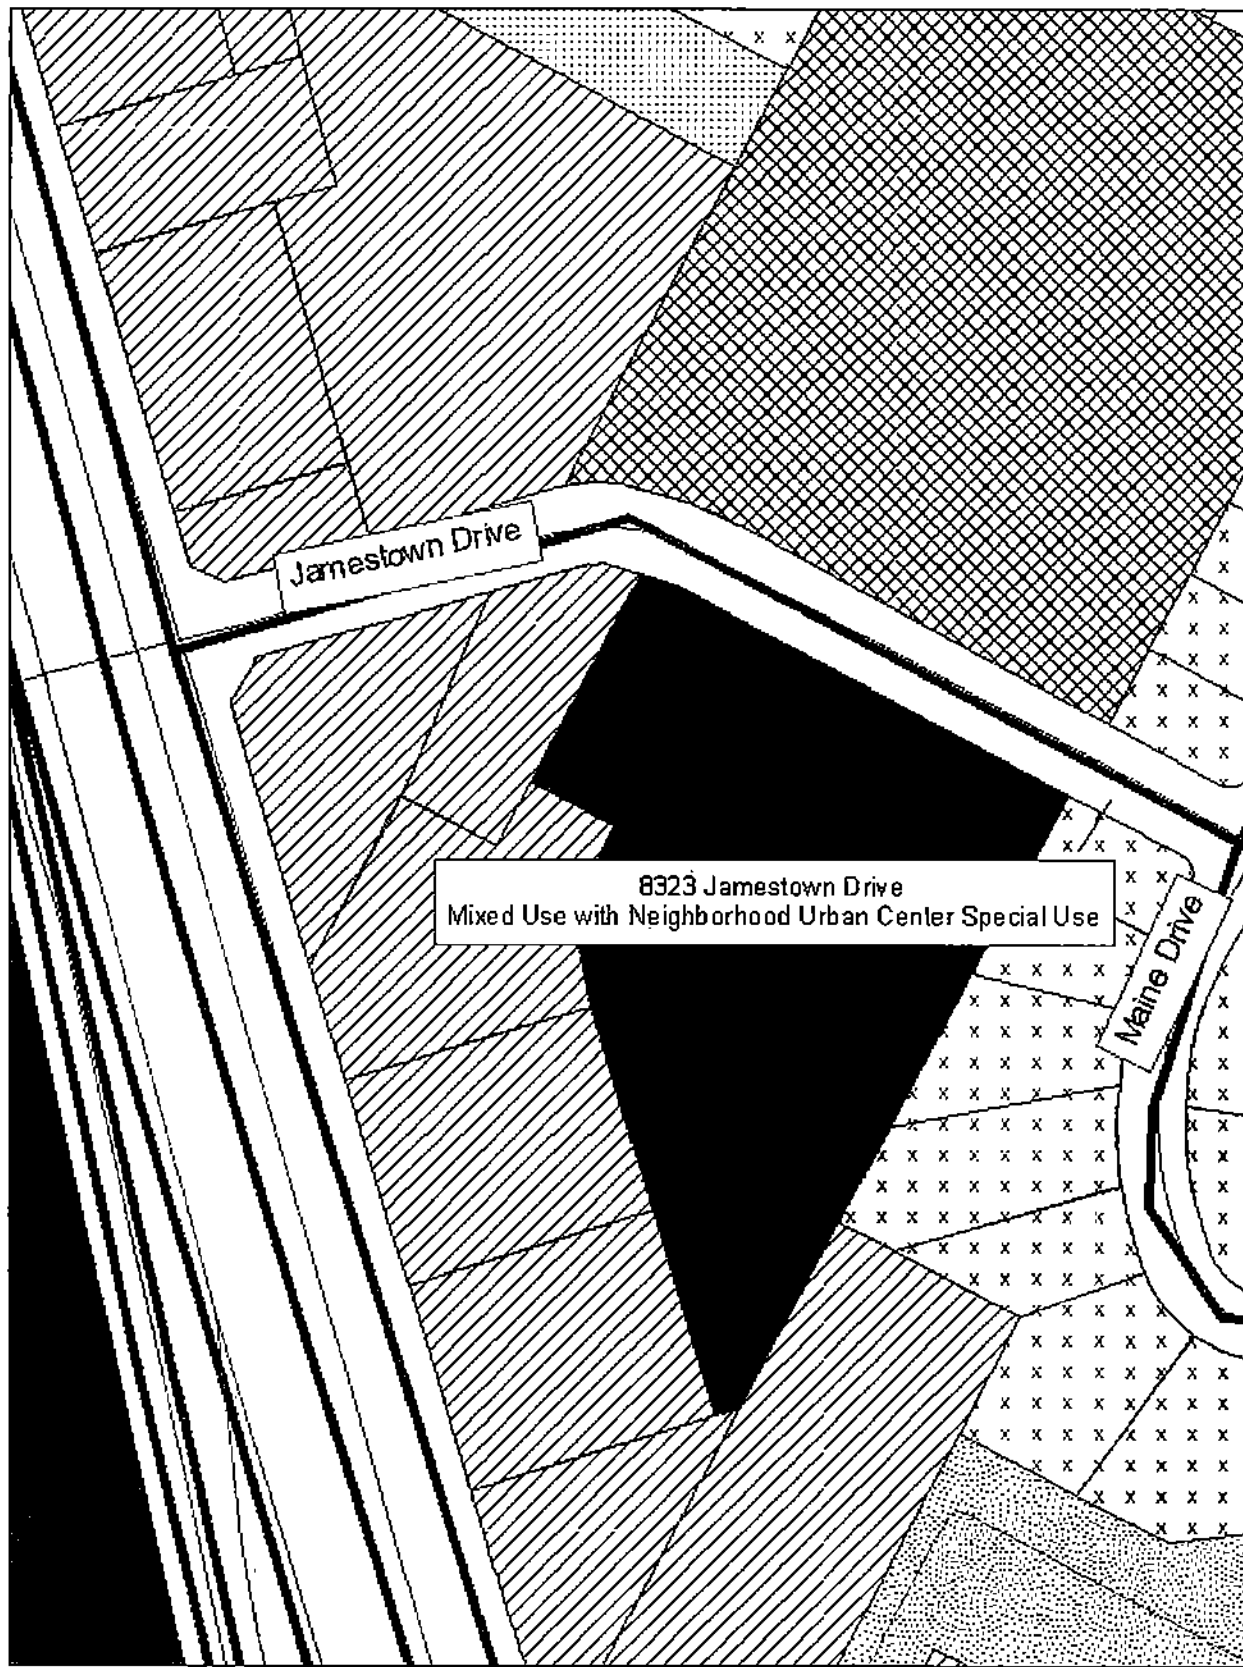 Jamestown Drive
8323 Jamestown Drive
Mixed Use with Neighborhood Urban Center Special Use
Maine Drive